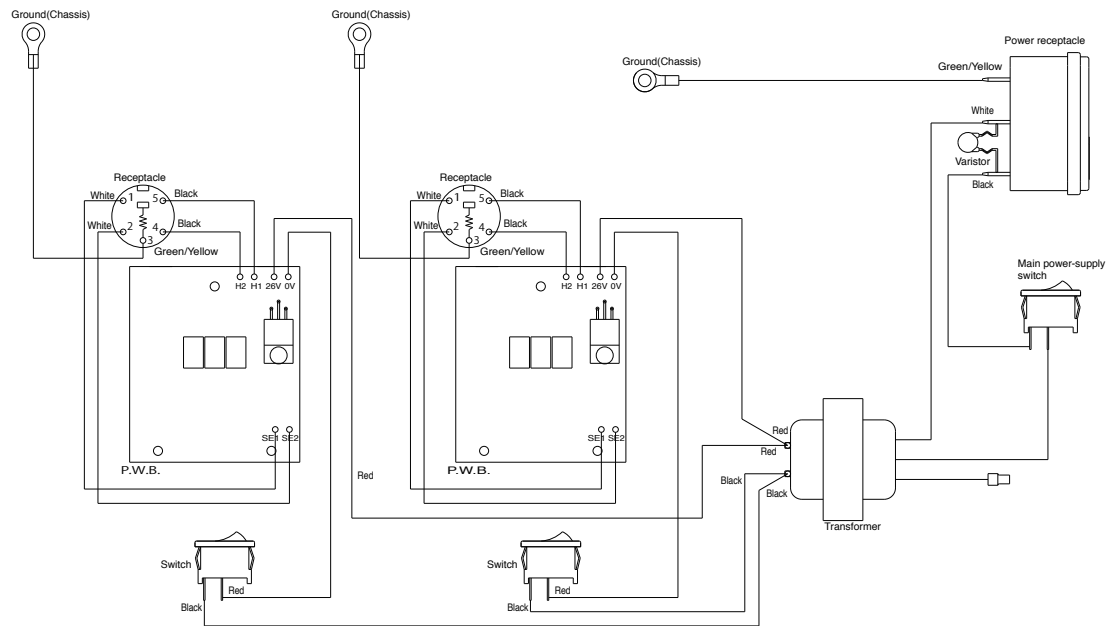 Ground(Chassis)
Ground(Chassis)
Power receptacle
Ground(Chassis)
Green/Yellow
White
Varistor
Black
Receptacle
White
1
5
Black
White
2
4
Black
3
Green/Yellow
H2 H1 26V 0V
SE1 SE2
P.W.B.
Receptacle
White
1
5
Black
White
2
4
Black
3
Green/Yellow
H2 H1 26V 0V
SE1 SE2
P.W.B.
Main power-supply
switch
Red
Red
Red
Black
Black
Transformer
Switch
Red
Black
Switch
Red
Black